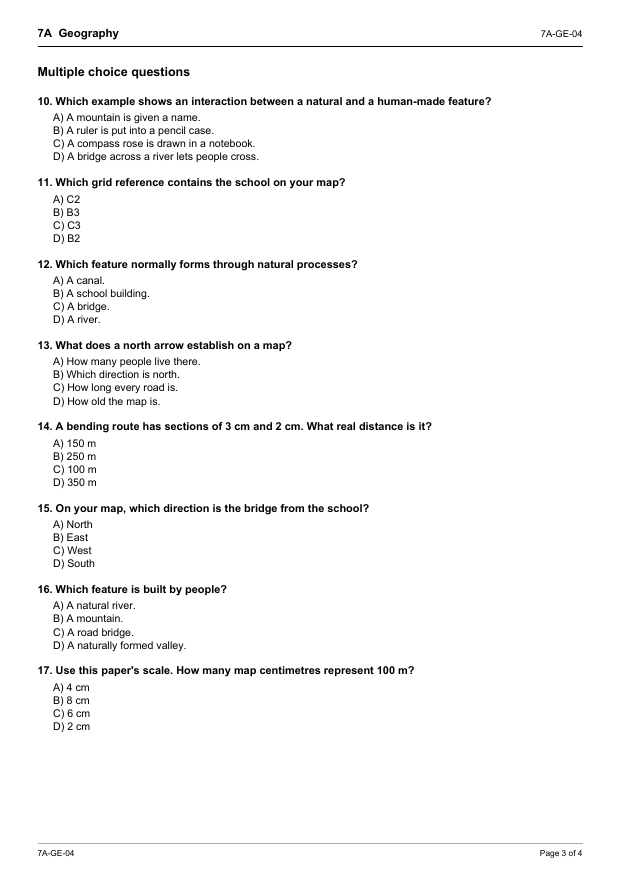 7A Geography
7A-GE-04
Multiple choice questions
10. Which example shows an interaction between a natural and a human-made feature?
A) A mountain is given a name.
B) A ruler is put into a pencil case.
C) A compass rose is drawn in a notebook.
D) A bridge across a river lets people cross.
11. Which grid reference contains the school on your map?
A) C2
B) B3
C) C3
D) B2
12. Which feature normally forms through natural processes?
A) A canal.
B) A school building.
C) A bridge.
D) A river.
13. What does a north arrow establish on a map?
A) How many people live there.
B) Which direction is north.
C) How long every road is.
D) How old the map is.
14. A bending route has sections of 3 cm and 2 cm. What real distance is it?
A) 150 m
B) 250 m
C) 100 m
D) 350 m
15. On your map, which direction is the bridge from the school?
A) North
B) East
C) West
D) South
16. Which feature is built by people?
A) A natural river.
B) A mountain.
C) A road bridge.
D) A naturally formed valley.
17. Use this paper's scale. How many map centimetres represent 100 m?
A) 4 cm
B) 8 cm
C) 6 cm
D) 2 cm
7A-GE-04
Page 3 of 4